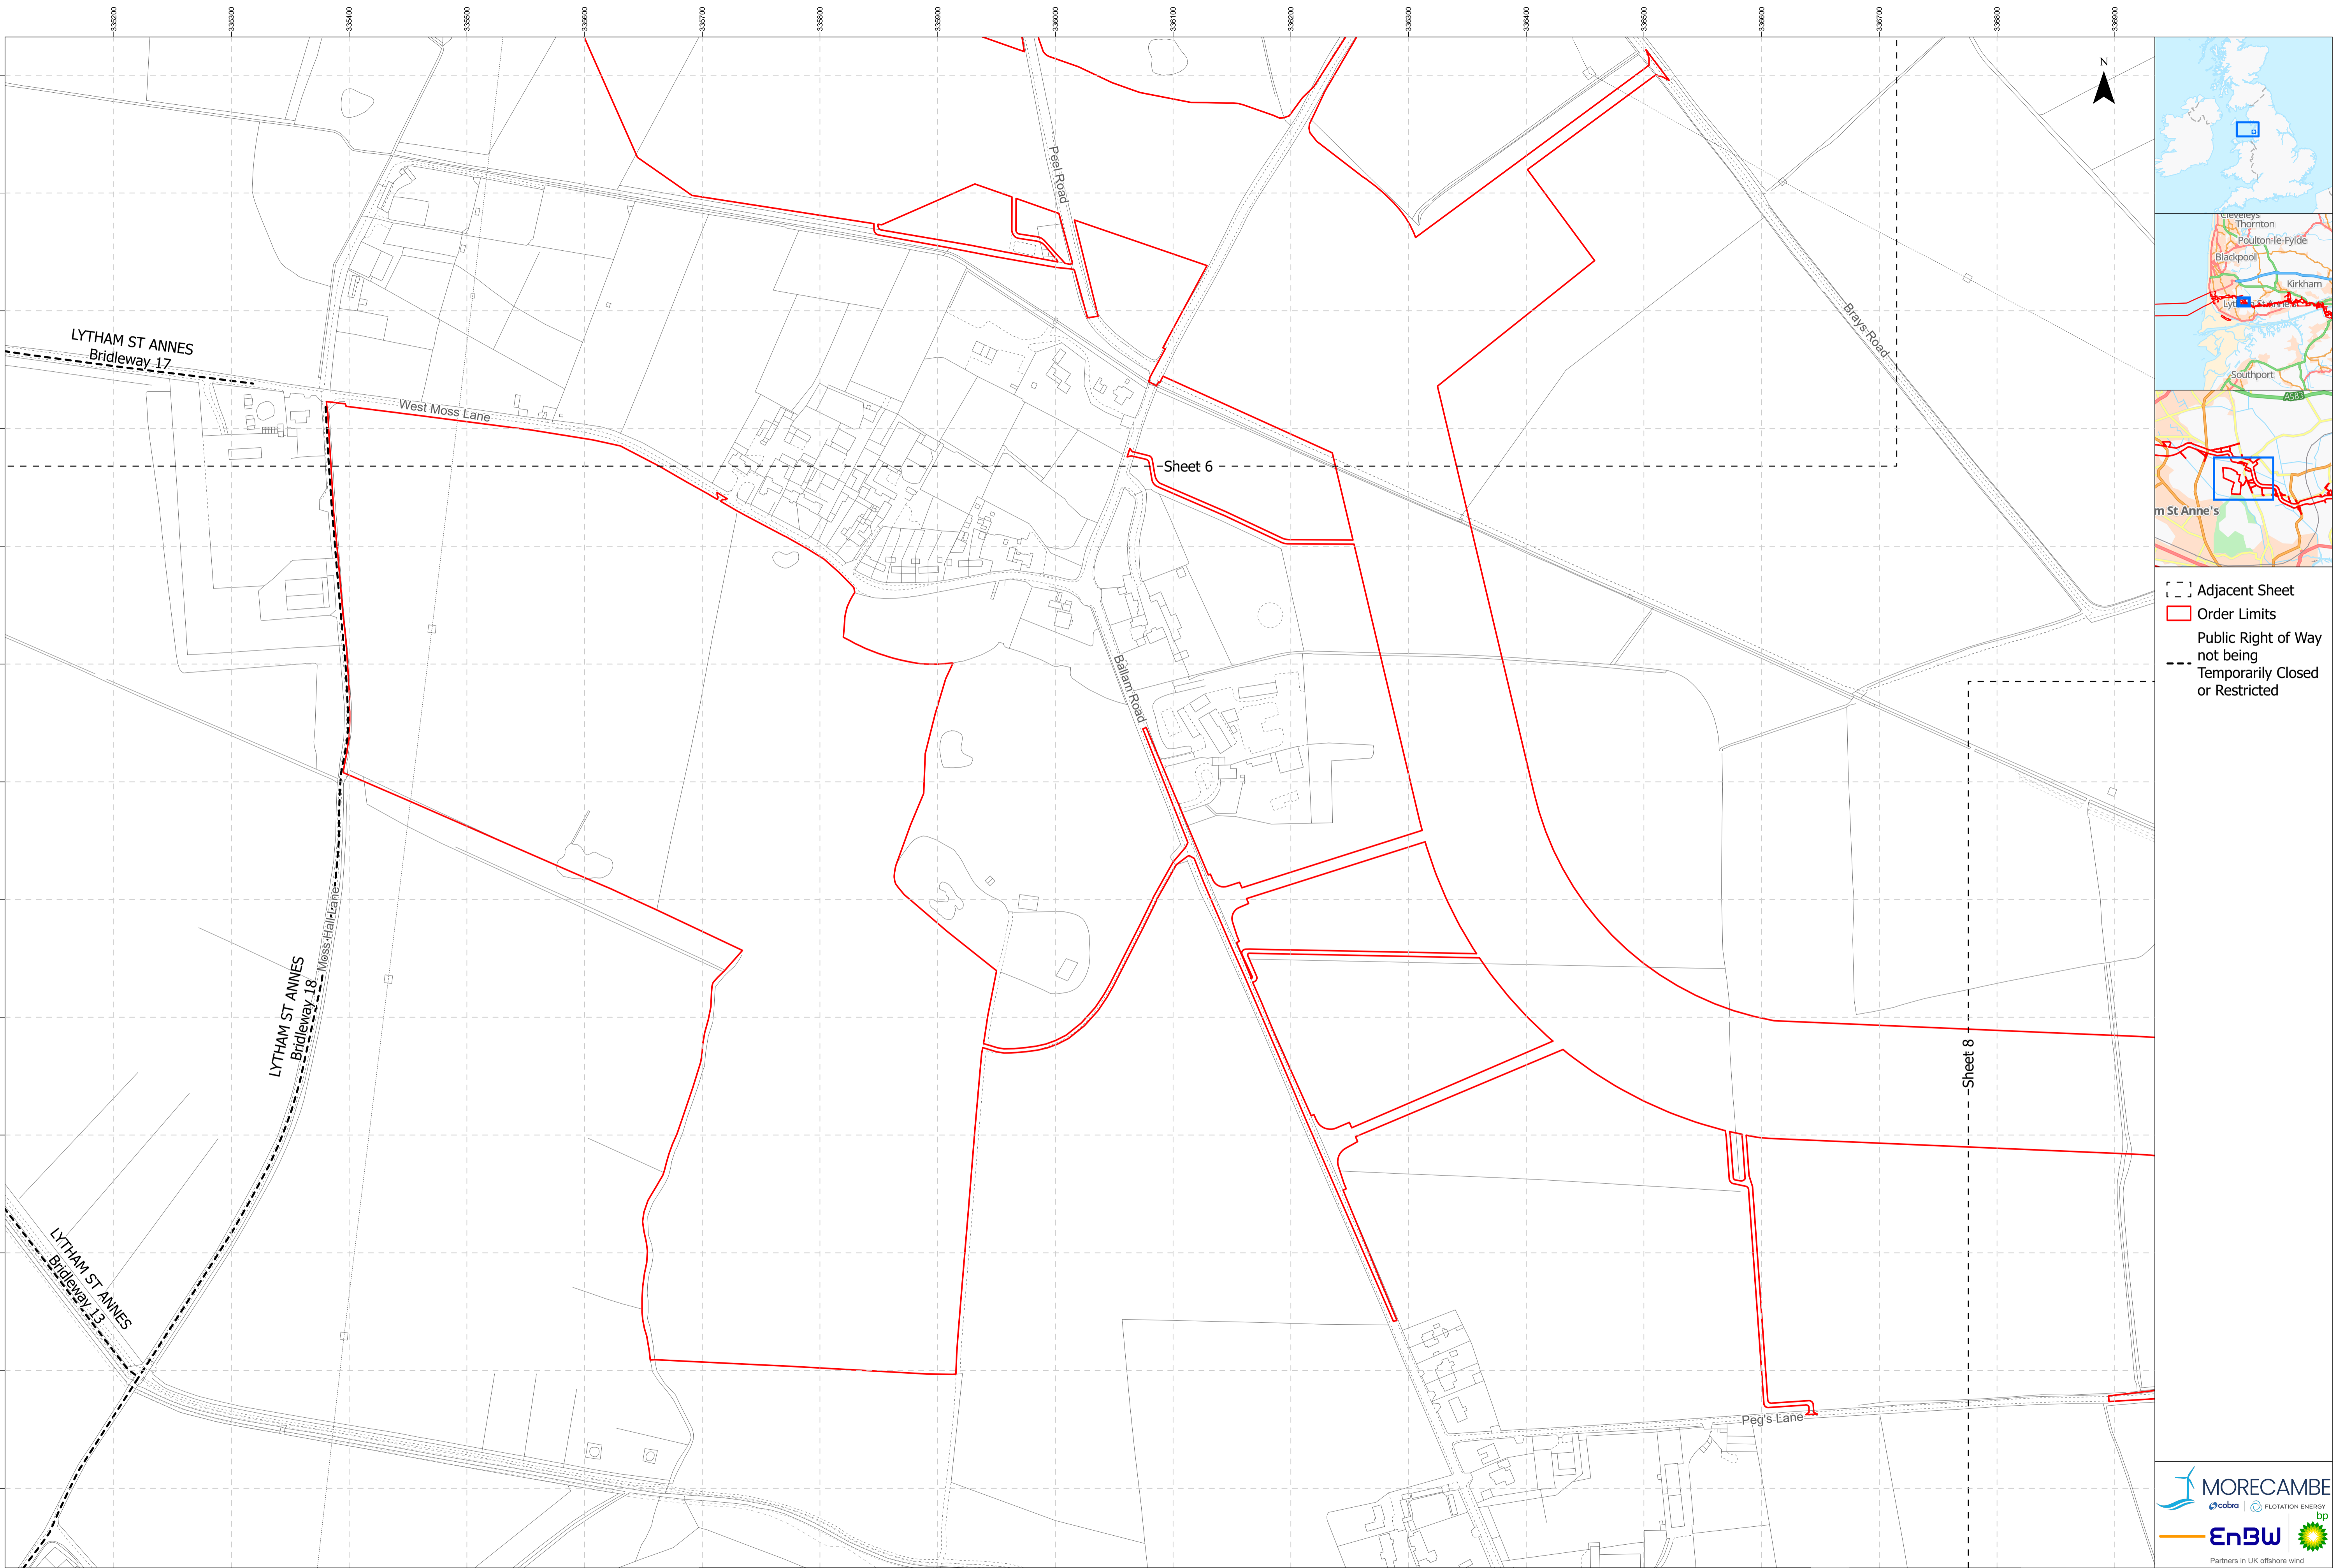 335200
335300
335400
335500
335600
335700
335800
335900
336000
336100
336200
336300
336400
336500
336600
336700
336800
336900
N
Peel Road
LYTHAM ST ANNES
Bridleway 17
West Moss Lane
Brays Road
Sheet 6
Ballam Road
Moss Hall Lane
LYTHAM ST ANNES
Bridleway 18
LYTHAM ST ANNES
Bridleway 13
Sheet 8
Peg's Lane
Cleveleys
Thornton
Poulton-le-Fylde
Blackpool
Kirkham
Southport
A583
m St Anne's
Adjacent Sheet
Order Limits
Public Right of Way
not being
Temporarily Closed
or Restricted
MORECAMBE
cobra
FLOTATION ENERGY
EnBW
bp
Partners in UK offshore wind